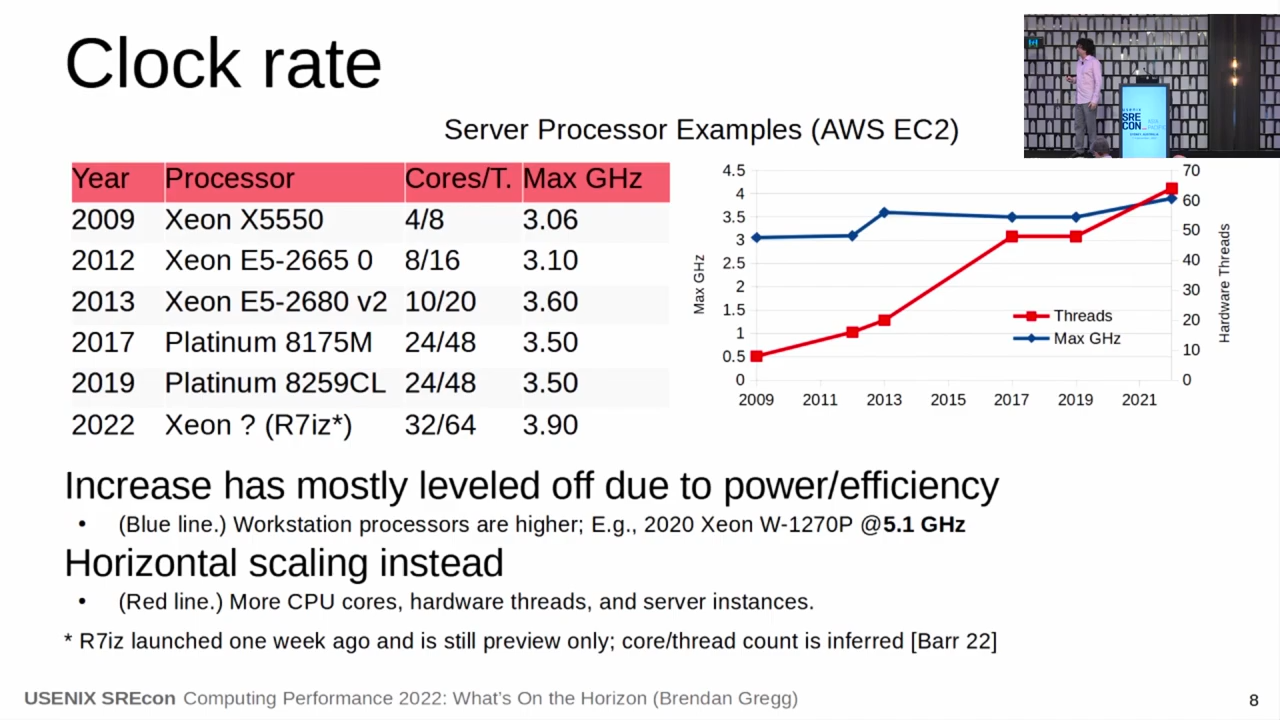 Clock rate
Server Processor Examples (AWS EC2)
Year Processor Cores/T. Max GHz
2009 Xeon X5550 4/8 3.06
2012 Xeon E5-2665 0 8/16 3.10
2013 Xeon E5-2680 v2 10/20 3.60
2017 Platinum 8175M 24/48 3.50
2019 Platinum 8259CL 24/48 3.50
2022 Xeon ? (R7iz*) 32/64 3.90
Max GHz
4.5
4
3.5
3
2.5
2
1.5
1
0.5
0
70
60
50
40
30
20
10
0
Hardware Threads
Threads
Max GHz
2009 2011 2013 2015 2017 2019 2021
Increase has mostly leveled off due to power/efficiency
• (Blue line.) Workstation processors are higher; E.g., 2020 Xeon W-1270P @5.1 GHz
Horizontal scaling instead
• (Red line.) More CPU cores, hardware threads, and server instances.
* R7iz launched one week ago and is still preview only; core/thread count is inferred [Barr 22]
USENIX SREcon Computing Performance 2022: What's On the Horizon (Brendan Gregg)
8
USENIX
SRE
CON